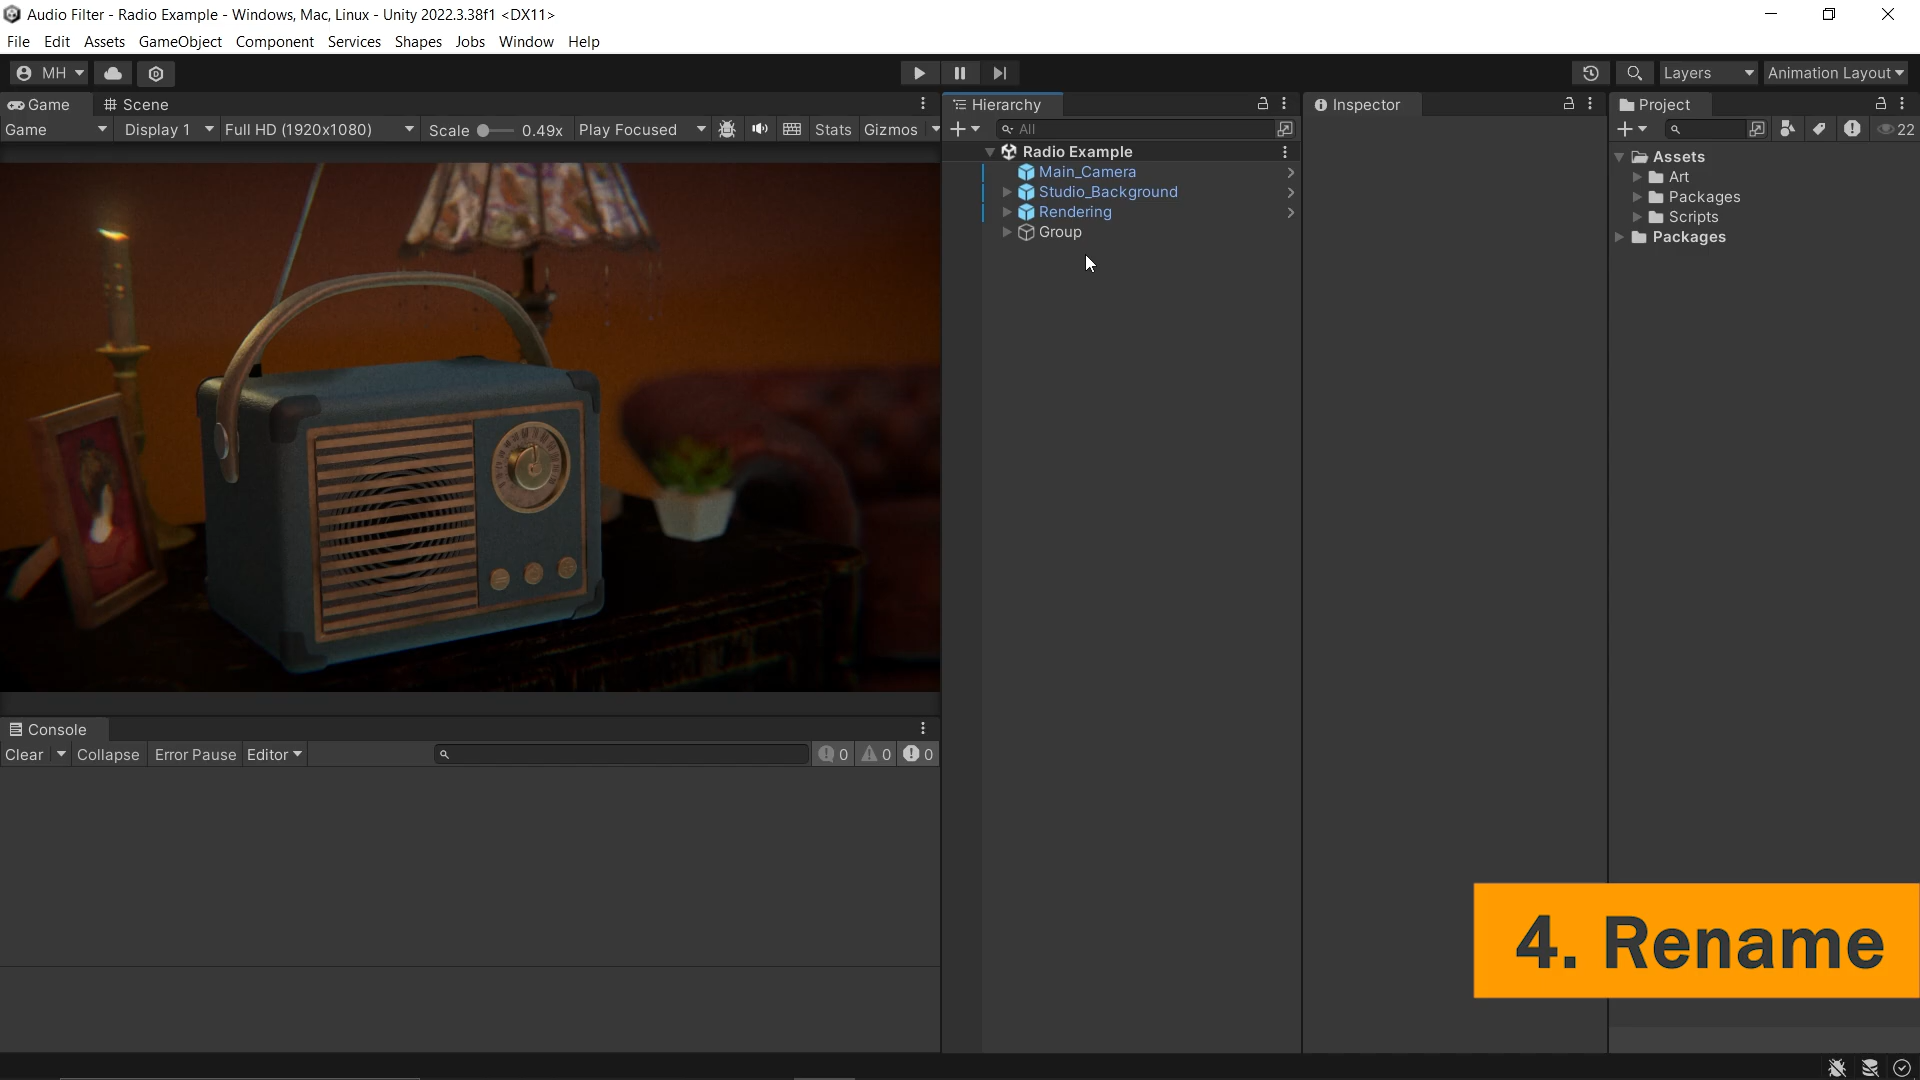 Audio Filter - Radio Example - Windows, Mac, Linux - Unity 2022.3.38f1 <DX11>
File Edit Assets GameObject Component Services Shapes Jobs Window Help
MH Layers Animation Layout
Game Scene Hierarchy Inspector Project
Game Display 1 Full HD (1920x1080) Scale 0.49x Play Focused Stats Gizmos All 22
Radio Example
Main_Camera
Studio_Background
Rendering
Group
Assets
Art
Packages
Scripts
Packages
Console
Clear Collapse Error Pause Editor 0 0 0
4. Rename